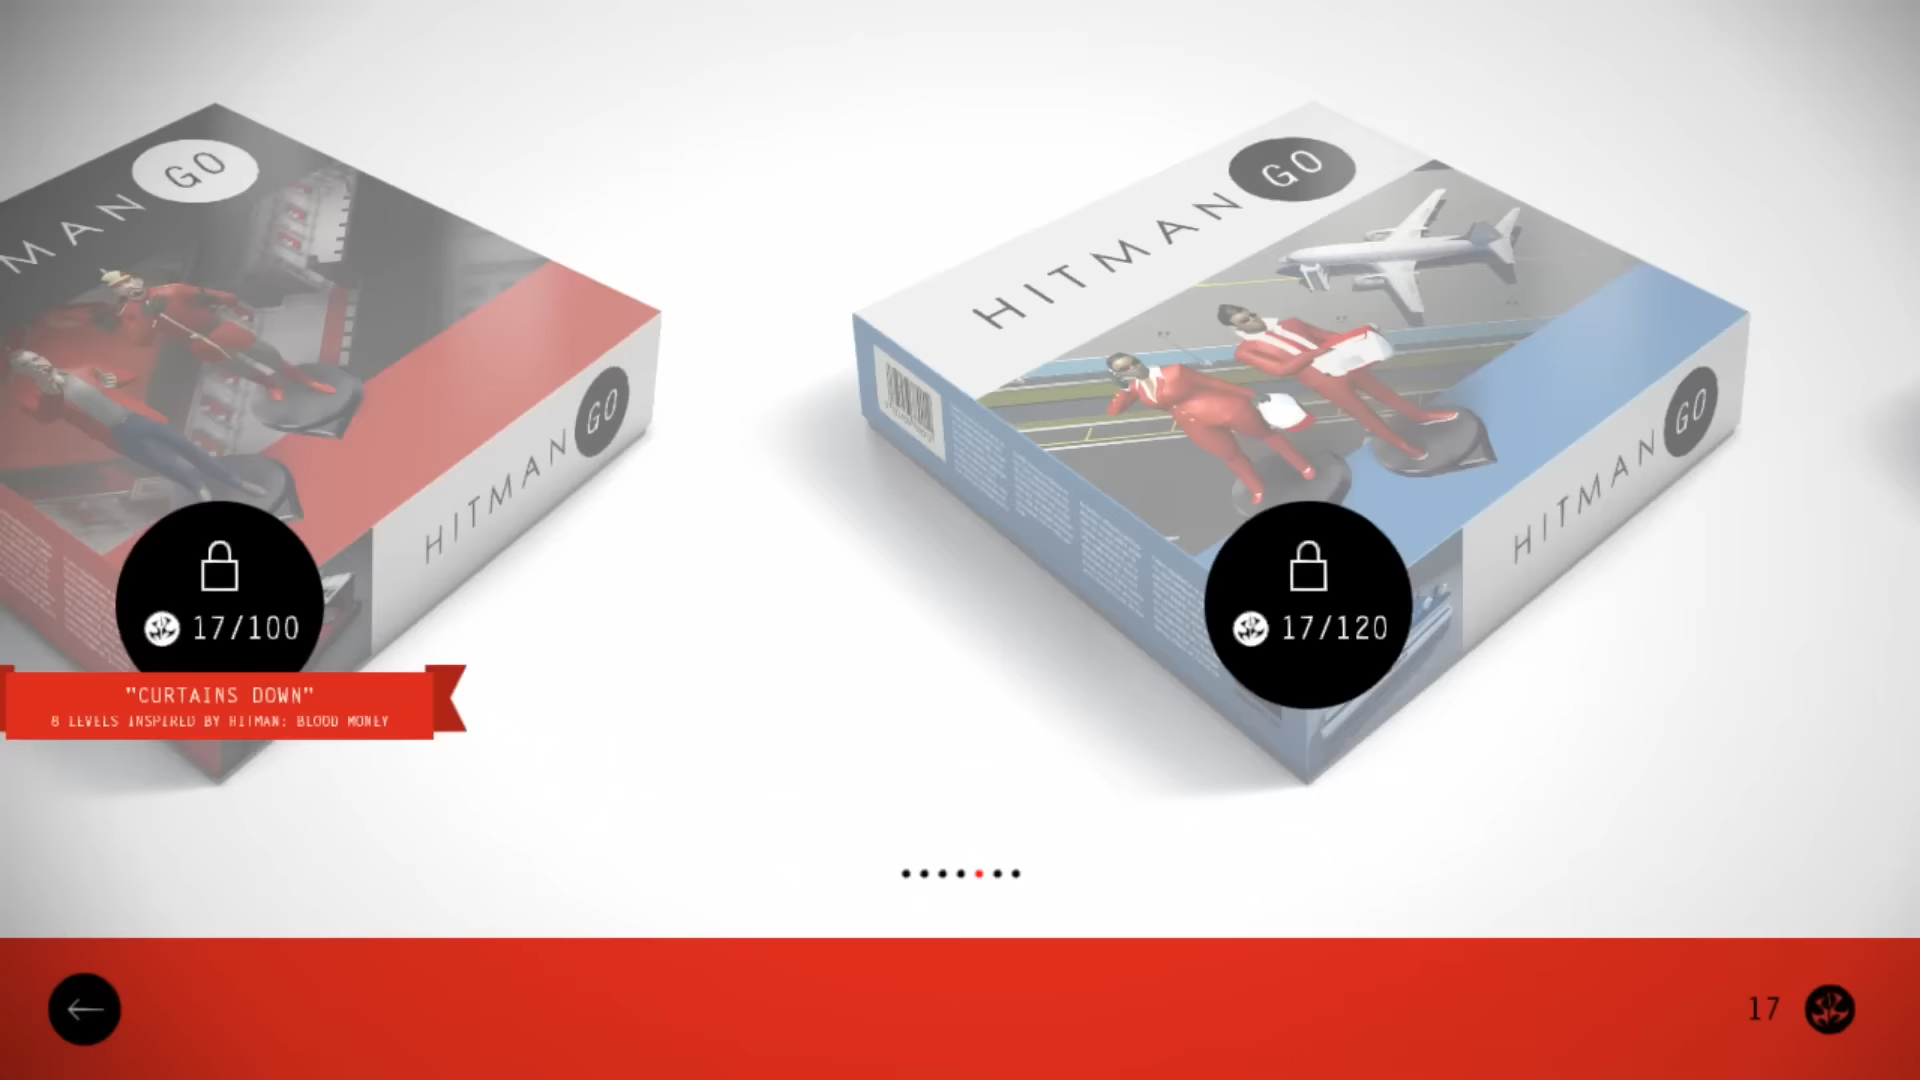 MAN GO
HITMAN GO
17/100
"CURTAINS DOWN"
8 LEVELS INSPIRED BY HITMAN: BLOOD MONEY
HITMAN GO
HITMAN GO
17/120
17